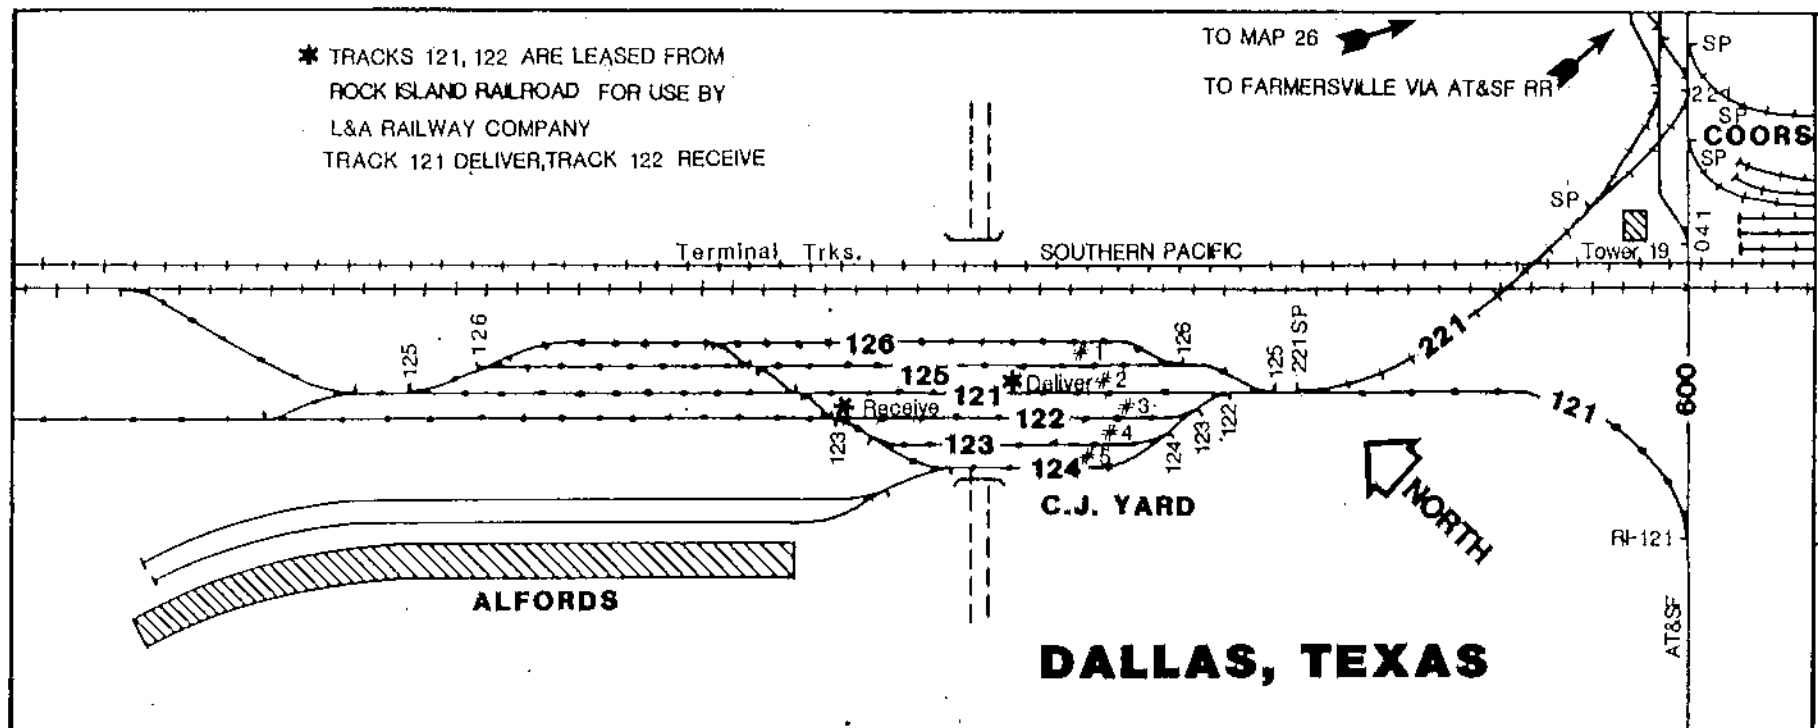 * TRACKS 121, 122 ARE LEASED FROM
ROCK ISLAND RAILROAD FOR USE BY
L&A RAILWAY COMPANY
TRACK 121 DELIVER, TRACK 122 RECEIVE
TO MAP 26
TO FARMERSVILLE VIA AT&SF RR
SP
221
SP
COORS
SP
SP
Tower 19
041
Terminal Trks.
SOUTHERN PACIFIC
125
126
126
#1
126
125
221 SP
221
125
* Deliver #2
121
* Receive
122
#3
121
600
123
123
#4
124
123
122
124
#5
C.J. YARD
NORTH
RI-121
ALFORDS
AT&SF
DALLAS, TEXAS